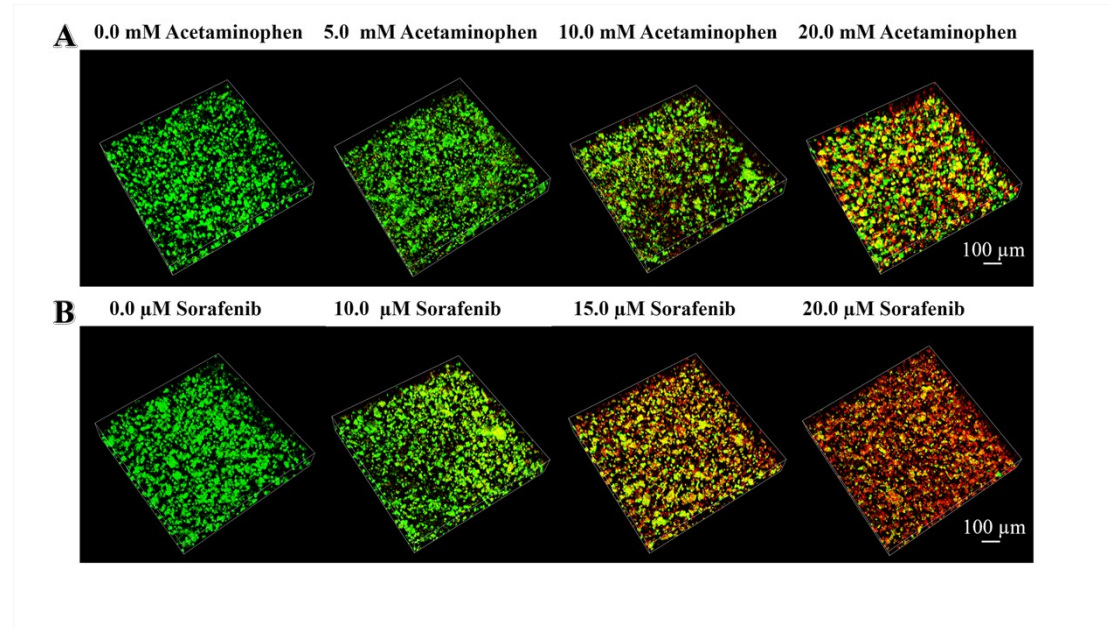 A 0.0 mM Acetaminophen 5.0 mM Acetaminophen 10.0 mM Acetaminophen 20.0 mM Acetaminophen
100 µm
B 0.0 µM Sorafenib 10.0 µM Sorafenib 15.0 µM Sorafenib 20.0 µM Sorafenib
100 µm